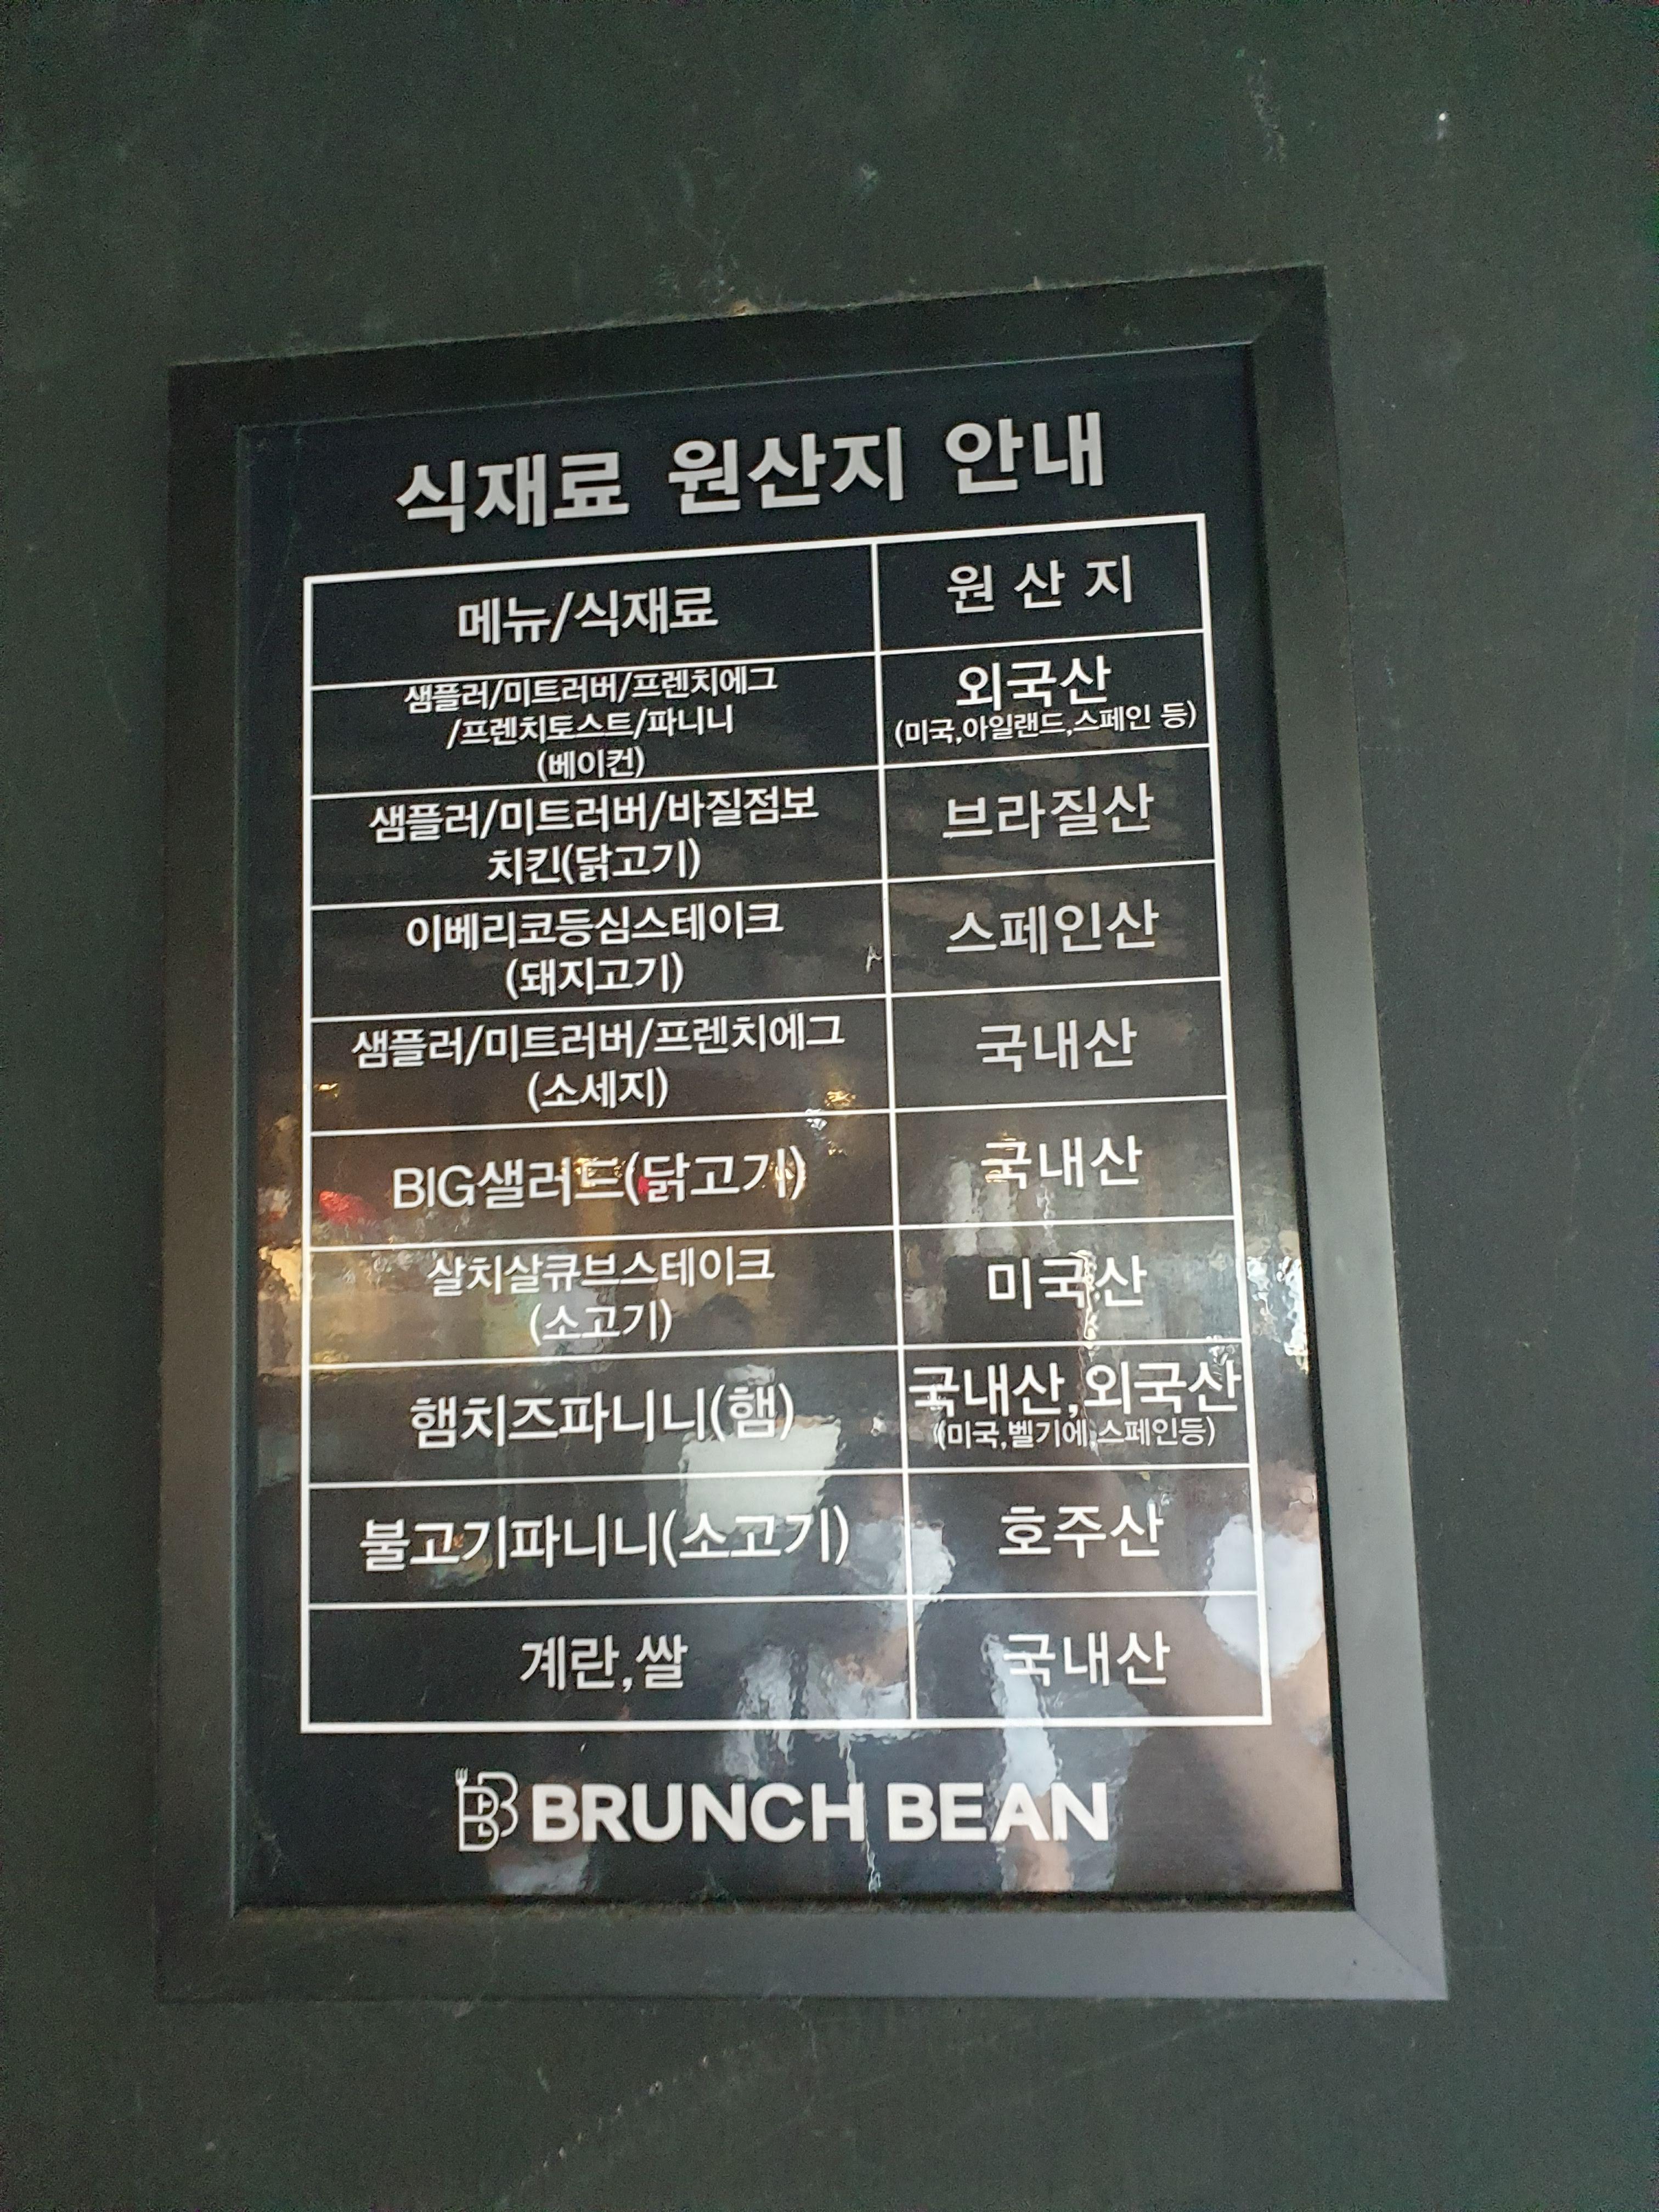 식재료 원산지 안내
메뉴/식재료
원 산 지
샘플러/미트러버/프렌치에그
/프렌치토스트/파니니
(베이컨)
외국산
(미국,아일랜드,스페인 등)
샘플러/미트러버/바질점보
치킨(닭고기)
브라질산
이베리코등심스테이크
(돼지고기)
스페인산
샘플러/미트러버/프렌치에그
(소세지)
국내산
BIG샐러드(닭고기)
국내산
살치살큐브스테이크
(소고기)
미국산
햄치즈파니니(햄)
국내산,외국산
(미국,벨기에,스페인등)
불고기파니니(소고기)
호주산
계란,쌀
국내산
BRUNCH BEAN